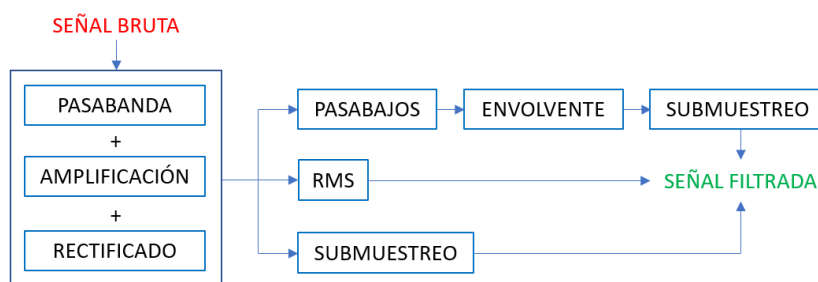 SEÑAL BRUTA
PASABANDA
+
AMPLIFICACIÓN
+
RECTIFICADO
PASABAJOS
ENVOLVENTE
SUBMUESTREO
RMS
SEÑAL FILTRADA
SUBMUESTREO